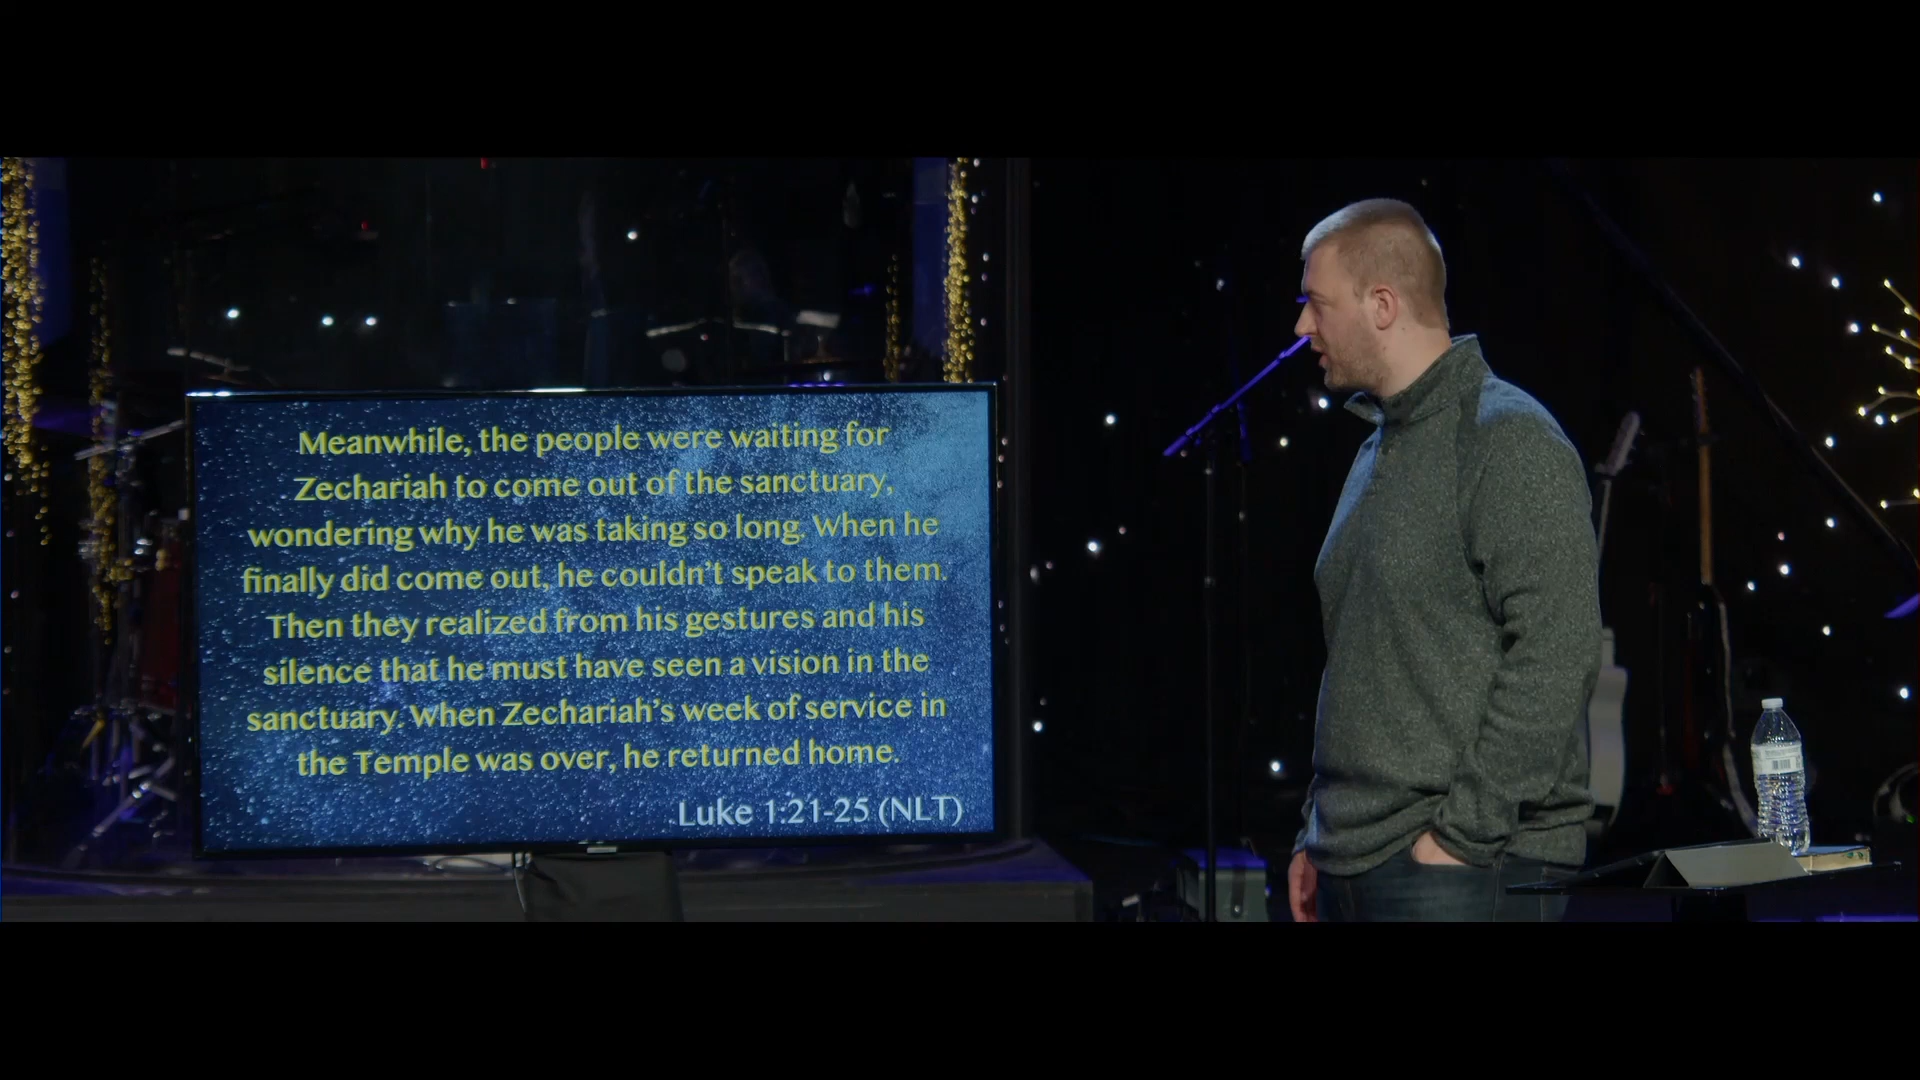 Meanwhile, the people were waiting for
Zechariah to come out of the sanctuary,
wondering why he was taking so long. When he
finally did come out, he couldn't speak to them.
Then they realized from his gestures and his
silence that he must have seen a vision in the
sanctuary. When Zechariah's week of service in
the Temple was over, he returned home.
Luke 1:21-25 (NLT)